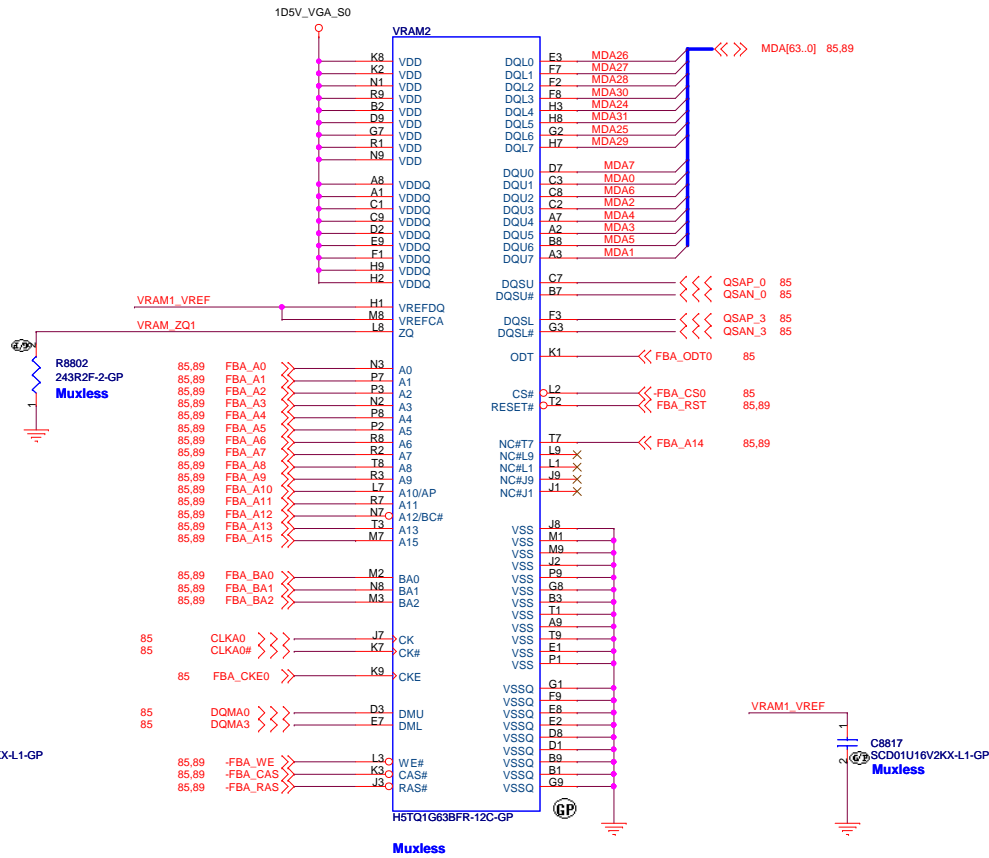 1D5V_VGA_S0
VRAM2
K8 VDD
K2 VDD
N1 VDD
R9 VDD
B2 VDD
D9 VDD
G7 VDD
R1 VDD
N9 VDD
A8 VDDQ
A1 VDDQ
C1 VDDQ
C9 VDDQ
D2 VDDQ
E9 VDDQ
F1 VDDQ
H9 VDDQ
H2 VDDQ
VRAM1_VREF H1 VREFDQ
M8 VREFCA
VRAM_ZQ1 L8 ZQ
2
R8802
243R2F-2-GP
Muxless
1
85,89 FBA_A0 N3 A0
85,89 FBA_A1 P7 A1
85,89 FBA_A2 P3 A2
85,89 FBA_A3 N2 A3
85,89 FBA_A4 P8 A4
85,89 FBA_A5 P2 A5
85,89 FBA_A6 R8 A6
85,89 FBA_A7 R2 A7
85,89 FBA_A8 T8 A8
85,89 FBA_A9 R3 A9
85,89 FBA_A10 L7 A10/AP
85,89 FBA_A11 R7 A11
85,89 FBA_A12 N7 A12/BC#
85,89 FBA_A13 T3 A13
85,89 FBA_A15 M7 A15
85,89 FBA_BA0 M2 BA0
85,89 FBA_BA1 N8 BA1
85,89 FBA_BA2 M3 BA2
85 CLKA0 J7 CK
85 CLKA0# K7 CK#
85 FBA_CKE0 K9 CKE
85 DQMA0 D3 DMU
85 DQMA3 E7 DML
85,89 -FBA_WE L3 WE#
85,89 -FBA_CAS K3 CAS#
85,89 -FBA_RAS J3 RAS#
DQL0 E3 MDA26
DQL1 F7 MDA27
DQL2 F2 MDA28
DQL3 F8 MDA30
DQL4 H3 MDA24
DQL5 H8 MDA31
DQL6 G2 MDA25
DQL7 H7 MDA29
MDA[63..0] 85,89
DQU0 D7 MDA7
DQU1 C3 MDA0
DQU2 C8 MDA6
DQU3 C2 MDA2
DQU4 A7 MDA4
DQU5 A2 MDA3
DQU6 B8 MDA5
DQU7 A3 MDA1
DQSU C7 QSAP_0 85
DQSU# B7 QSAN_0 85
DQSL F3 QSAP_3 85
DQSL# G3 QSAN_3 85
ODT K1 FBA_ODT0 85
CS# L2 -FBA_CS0 85
RESET# T2 FBA_RST 85,89
NC#T7 T7 FBA_A14 85,89
NC#L9 L9
NC#L1 L1
NC#J9 J9
NC#J1 J1
VSS J8
VSS M1
VSS M9
VSS J2
VSS P9
VSS G8
VSS B3
VSS T1
VSS A9
VSS T9
VSS E1
VSS P1
VSSQ G1
VSSQ F9
VSSQ E8
VSSQ E2
VSSQ D8
VSSQ D1
VSSQ B9
VSSQ B1
VSSQ G9
H5TQ1G63BFR-12C-GP
GP
Muxless
KX-L1-GP
VRAM1_VREF
1
C8817
2
SCD01U16V2KX-L1-GP
Muxless